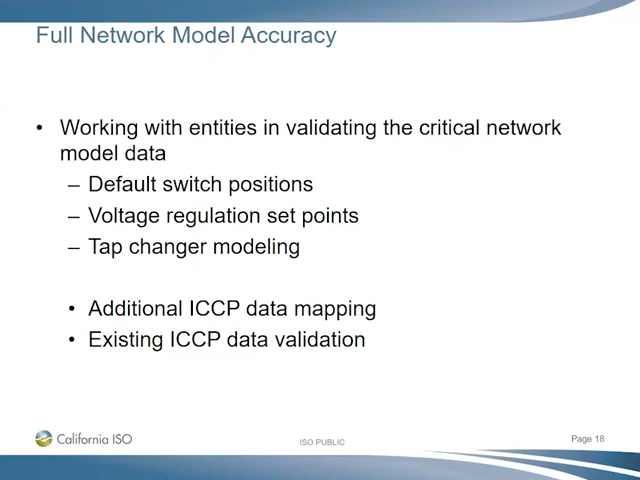 Slide 18
Full Network Model Accuracy
• Working with entities in validating the critical network
model data
– Default switch positions
– Voltage regulation set points
– Tap changer modeling
• Additional ICCP data mapping
• Existing ICCP data validation
California ISO
ISO PUBLIC
Page 18